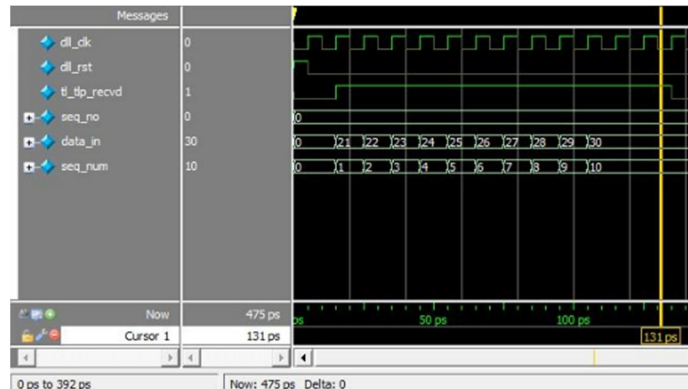 Messages
dll_clk 0
dll_rst 0
tl_tlp_recvd 1
seq_no 0 0
data_in 30 0 21 22 23 24 25 26 27 28 29 30
seq_num 10 0 1 2 3 4 5 6 7 8 9 10
Now 475 ps ps 50 ps 100 ps
Cursor 1 131 ps 131 ps
0 ps to 392 ps Now: 475 ps Delta: 0